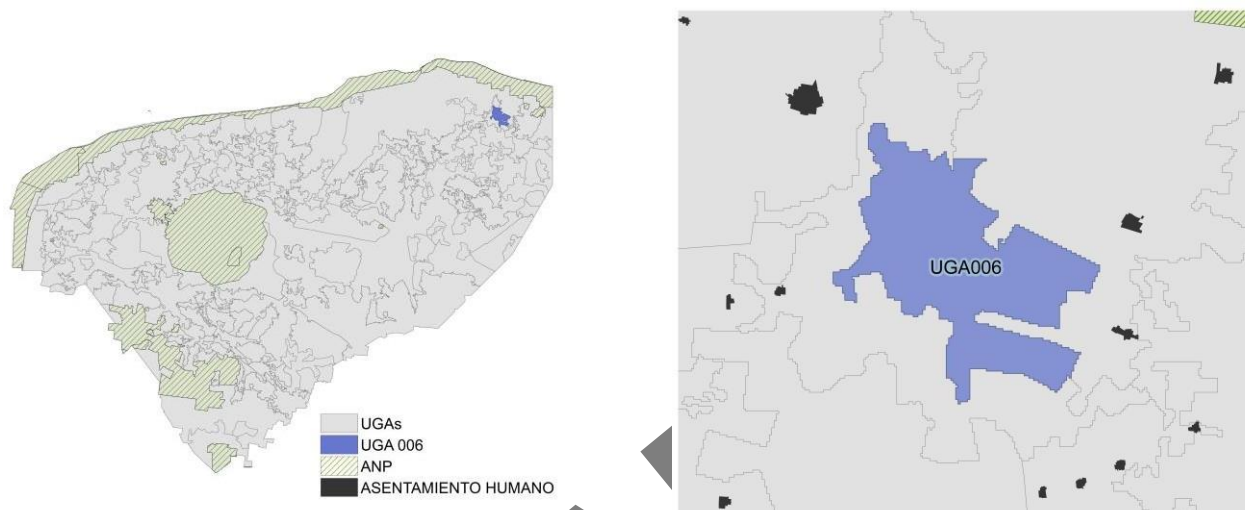 UGAs
UGA 006
ANP
ASENTAMIENTO HUMANO
UGA006